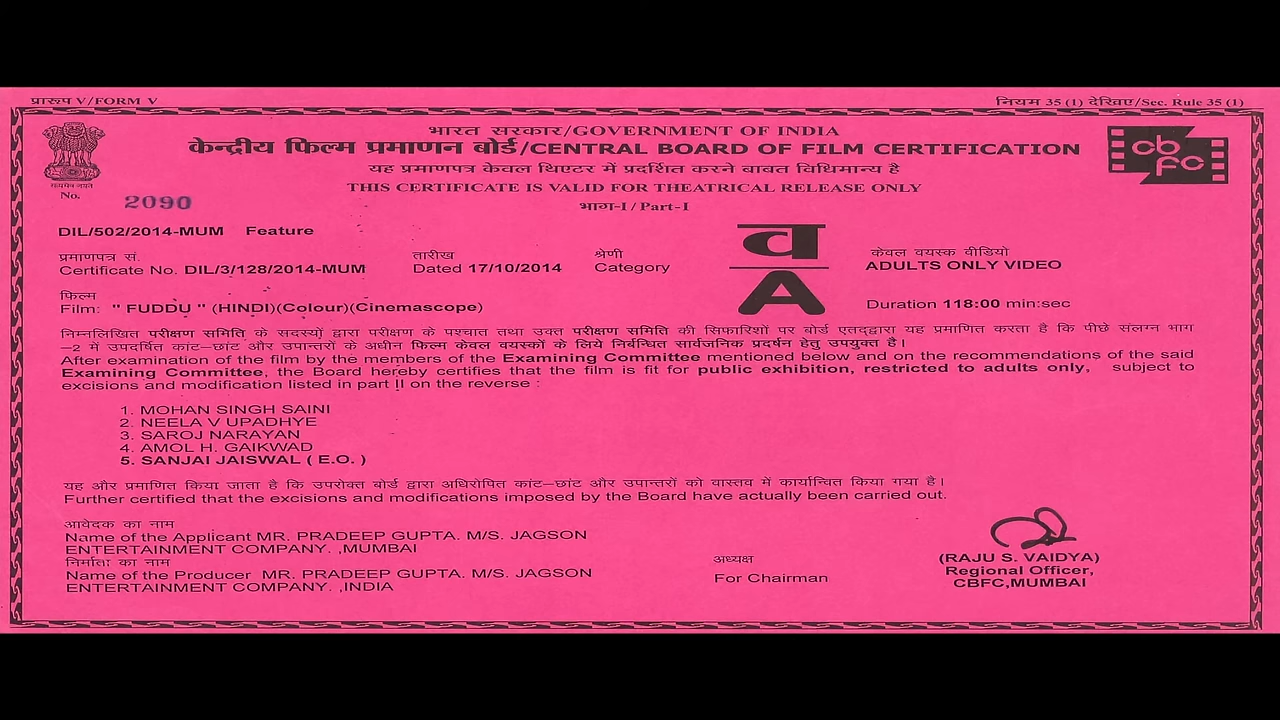 प्रारूप V/FORM V
नियम 35 (1) देखिए/Sec. Rule 35 (1)
भारत सरकार/GOVERNMENT OF INDIA
केन्द्रीय फिल्म प्रमाणन बोर्ड/CENTRAL BOARD OF FILM CERTIFICATION
cb
fc
यह प्रमाणपत्र केवल थिएटर में प्रदर्शित करने बाबत विधिमान्य है
सत्यमेव जयते
THIS CERTIFICATE IS VALID FOR THEATRICAL RELEASE ONLY
No. 2090
भाग-I / Part-I
DIL/502/2014-MUM Feature
व
A
प्रमाणपत्र सं. तारीख श्रेणी केवल वयस्क वीडियो
Certificate No. DIL/3/128/2014-MUM Dated 17/10/2014 Category ADULTS ONLY VIDEO
फिल्म
Film: " FUDDU " (HINDI)(Colour)(Cinemascope) Duration 118:00 min:sec
निम्नलिखित परीक्षण समिति के सदस्यों द्वारा परीक्षण के पश्चात तथा उक्त परीक्षण समिति की सिफारिशों पर बोर्ड एतद्द्वारा यह प्रमाणित करता है कि पीछे संलग्न भाग
–2 में उपदर्षित कांट–छांट और उपान्तरों के अधीन फिल्म केवल वयस्कों के लिये निर्बन्धित सार्वजनिक प्रदर्षन हेतु उपयुक्त है।
After examination of the film by the members of the Examining Committee mentioned below and on the recommendations of the said
Examining Committee, the Board hereby certifies that the film is fit for public exhibition, restricted to adults only, subject to
excisions and modification listed in part II on the reverse :
1. MOHAN SINGH SAINI
2. NEELA V UPADHYE
3. SAROJ NARAYAN
4. AMOL H. GAIKWAD
5. SANJAI JAISWAL ( E.O. )
यह और प्रमाणित किया जाता है कि उपरोक्त बोर्ड द्वारा अधिरोपित कांट–छांट और उपान्तरों को वास्तव में कार्यान्वित किया गया है।
Further certified that the excisions and modifications imposed by the Board have actually been carried out.
आवेदक का नाम
Name of the Applicant MR. PRADEEP GUPTA. M/S. JAGSON
ENTERTAINMENT COMPANY. ,MUMBAI
निर्माता का नाम
Name of the Producer MR. PRADEEP GUPTA. M/S. JAGSON
ENTERTAINMENT COMPANY. ,INDIA
अध्यक्ष
For Chairman
(RAJU S. VAIDYA)
Regional Officer,
CBFC,MUMBAI